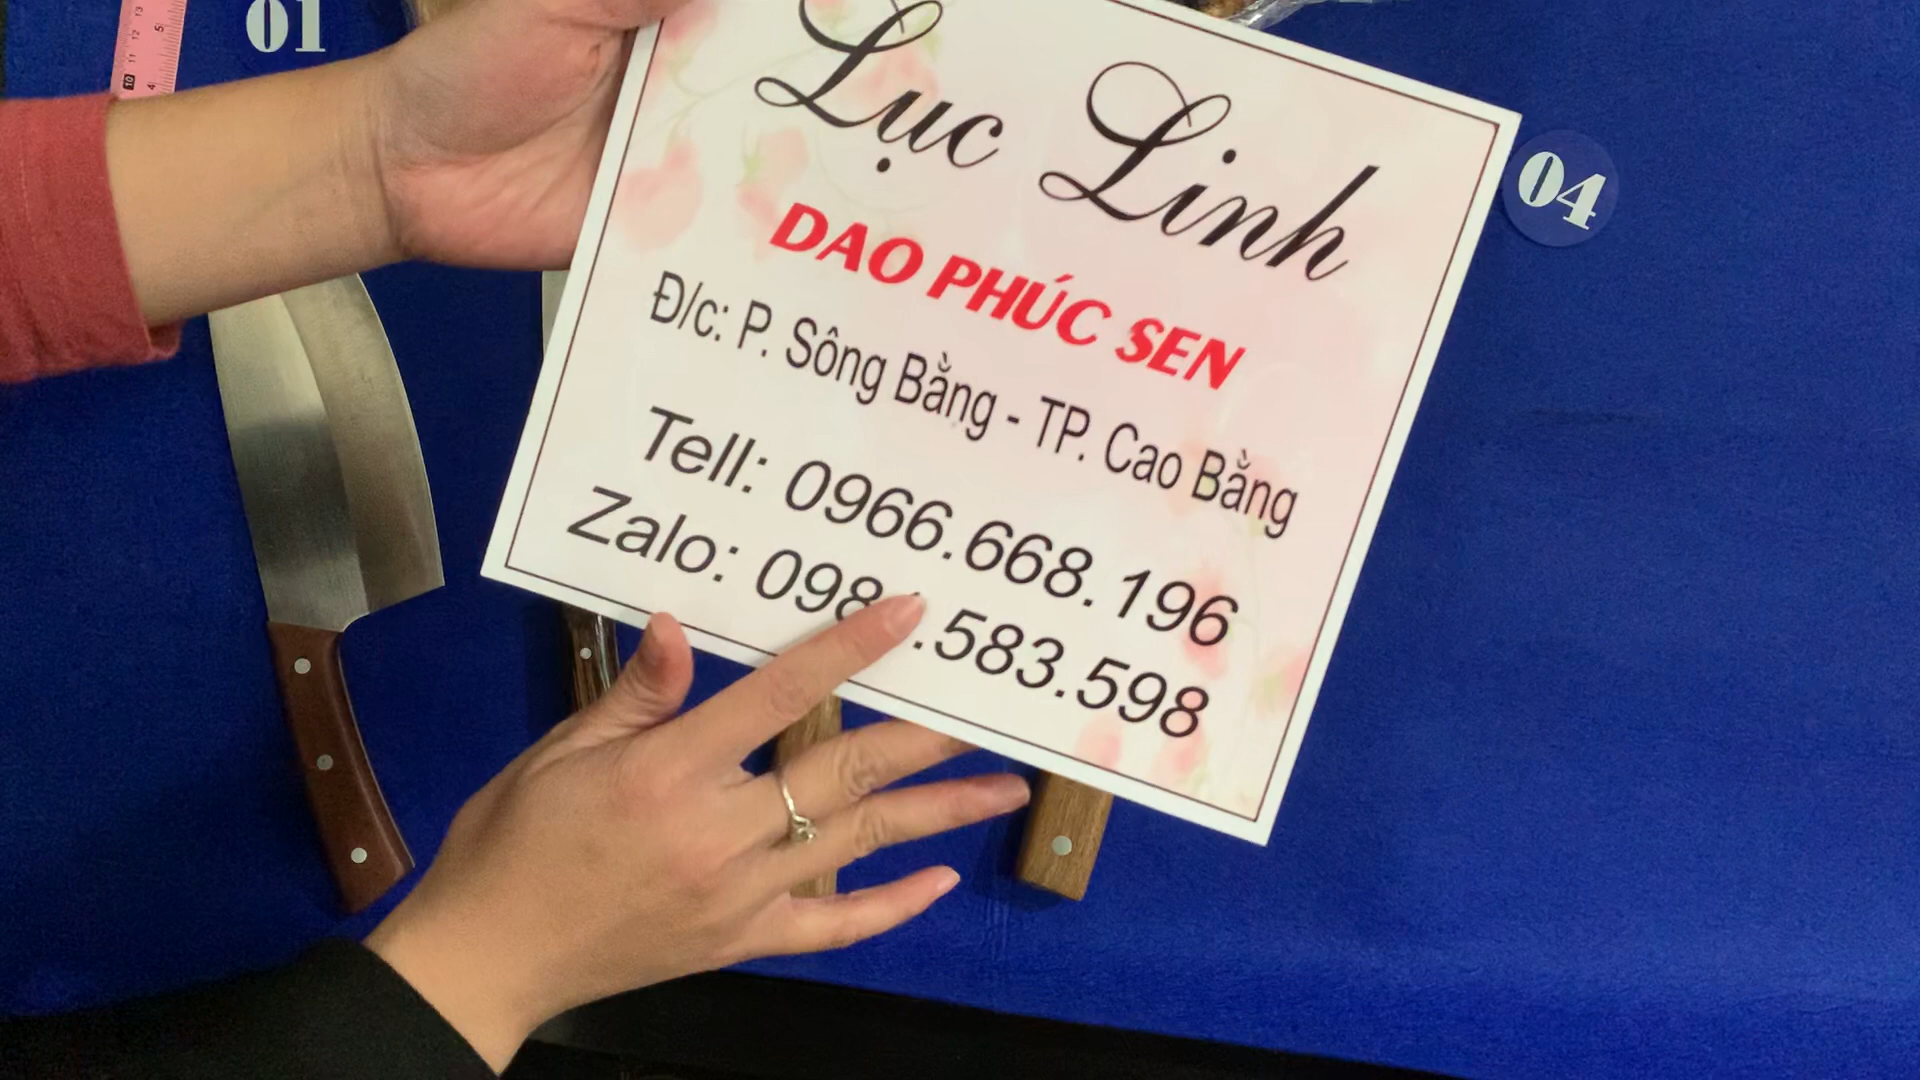 01
04
Lục Linh
DAO PHÚC SEN
Đ/c: P. Sông Bằng - TP. Cao Bằng
Tell: 0966.668.196
Zalo: .583.598